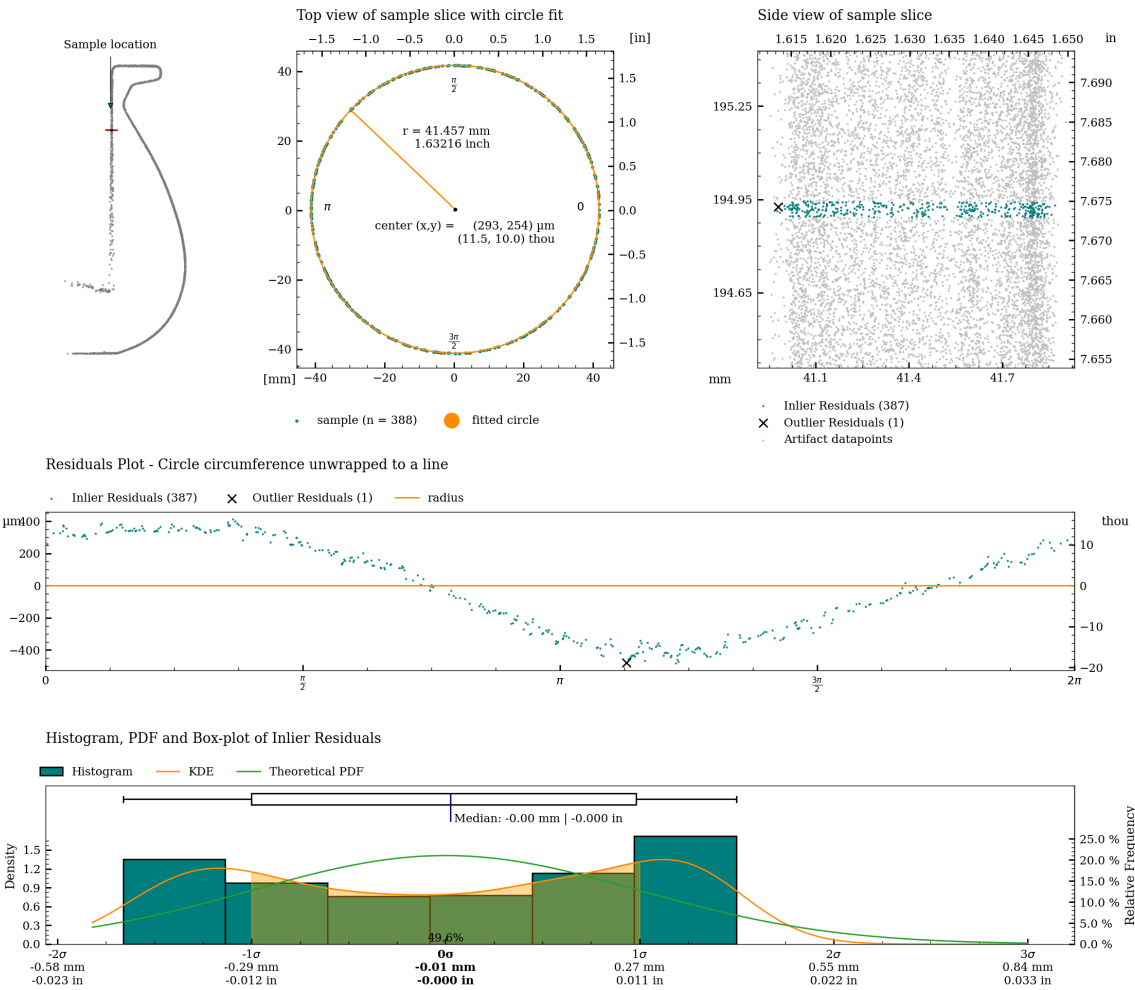 Sample location
Top view of sample slice with circle fit
−1.5 −1.0 −0.5 0.0 0.5 1.0 1.5 [in]
40
20
0
−20
−40
1.5
1.0
0.5
0.0
−0.5
−1.0
−1.5
π/2
r = 41.457 mm
1.63216 inch
π
0
center (x,y) = (293, 254) µm
(11.5, 10.0) thou
3π/2
[mm] −40 −20 0 20 40
sample (n = 388) fitted circle
Side view of sample slice
1.615 1.620 1.625 1.630 1.635 1.640 1.645 1.650 in
195.25
194.95
194.65
7.690
7.685
7.680
7.675
7.670
7.665
7.660
7.655
mm 41.1 41.4 41.7
Inlier Residuals (387)
Outlier Residuals (1)
Artifact datapoints
Residuals Plot - Circle circumference unwrapped to a line
Inlier Residuals (387) Outlier Residuals (1) radius
µm
400
200
0
−200
−400
thou
10
0
−10
−20
0 π/2 π 3π/2 2π
Histogram, PDF and Box-plot of Inlier Residuals
Histogram KDE Theoretical PDF
Median: -0.00 mm | -0.000 in
Density
1.5
1.2
0.9
0.6
0.3
0.0
49.6%
Relative Frequency
25.0 %
20.0 %
15.0 %
10.0 %
5.0 %
0.0 %
-2σ -1σ 0σ 1σ 2σ 3σ
-0.58 mm -0.29 mm -0.01 mm 0.27 mm 0.55 mm 0.84 mm
-0.023 in -0.012 in -0.000 in 0.011 in 0.022 in 0.033 in